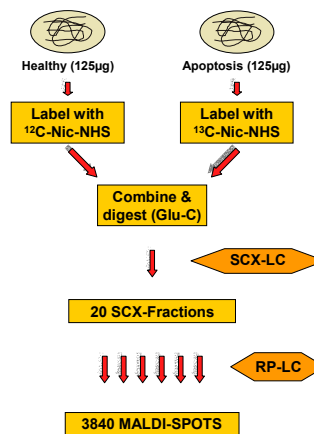 Healthy (125µg) Apoptosis (125µg)
Label with Label with
¹²C-Nic-NHS ¹³C-Nic-NHS
Combine &
digest (Glu-C)
SCX-LC
20 SCX-Fractions
RP-LC
3840 MALDI-SPOTS